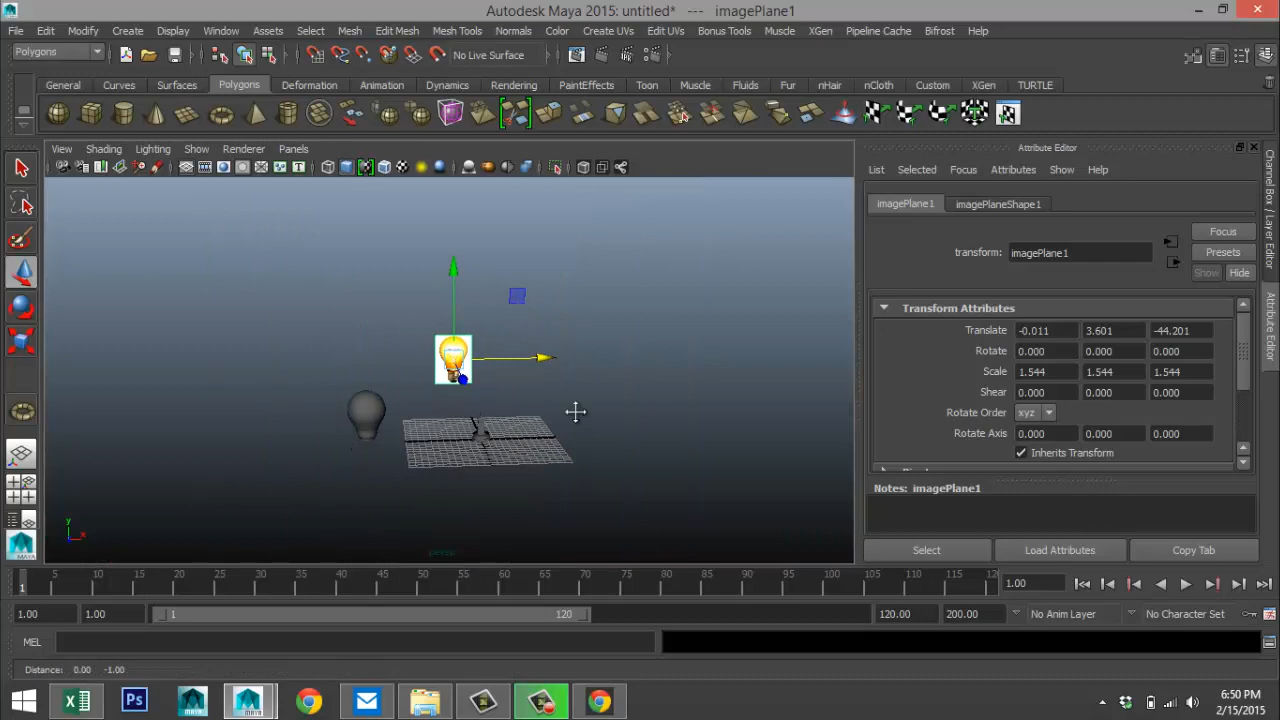 Autodesk Maya 2015: untitled* --- imagePlane1
File Edit Modify Create Display Window Assets Select Mesh Edit Mesh Mesh Tools Normals Color Create UVs Edit UVs Bonus Tools Muscle XGen Pipeline Cache Bifrost Help
Polygons No Live Surface
General Curves Surfaces Polygons Deformation Animation Dynamics Rendering PaintEffects Toon Muscle Fluids Fur nHair nCloth Custom XGen TURTLE
View Shading Lighting Show Renderer Panels
Attribute Editor
List Selected Focus Attributes Show Help
imagePlane1 imagePlaneShape1
Focus
transform: imagePlane1
Presets
Show Hide
Transform Attributes
Translate -0.011 3.601 -44.201
Rotate 0.000 0.000 0.000
Scale 1.544 1.544 1.544
Shear 0.000 0.000 0.000
Rotate Order xyz
Rotate Axis 0.000 0.000 0.000
Inherits Transform
Notes: imagePlane1
Select Load Attributes Copy Tab
Channel Box / Layer Editor
Attribute Editor
y
x
persp
MAYA
1 5 10 15 20 25 30 35 40 45 50 55 60 65 70 75 80 85 90 95 100 105 110 115 120
1.00
1.00 1.00 1 120 120.00 200.00 No Anim Layer No Character Set
MEL
Distance: 0.00 -1.00
Ps
6:50 PM
2/15/2015